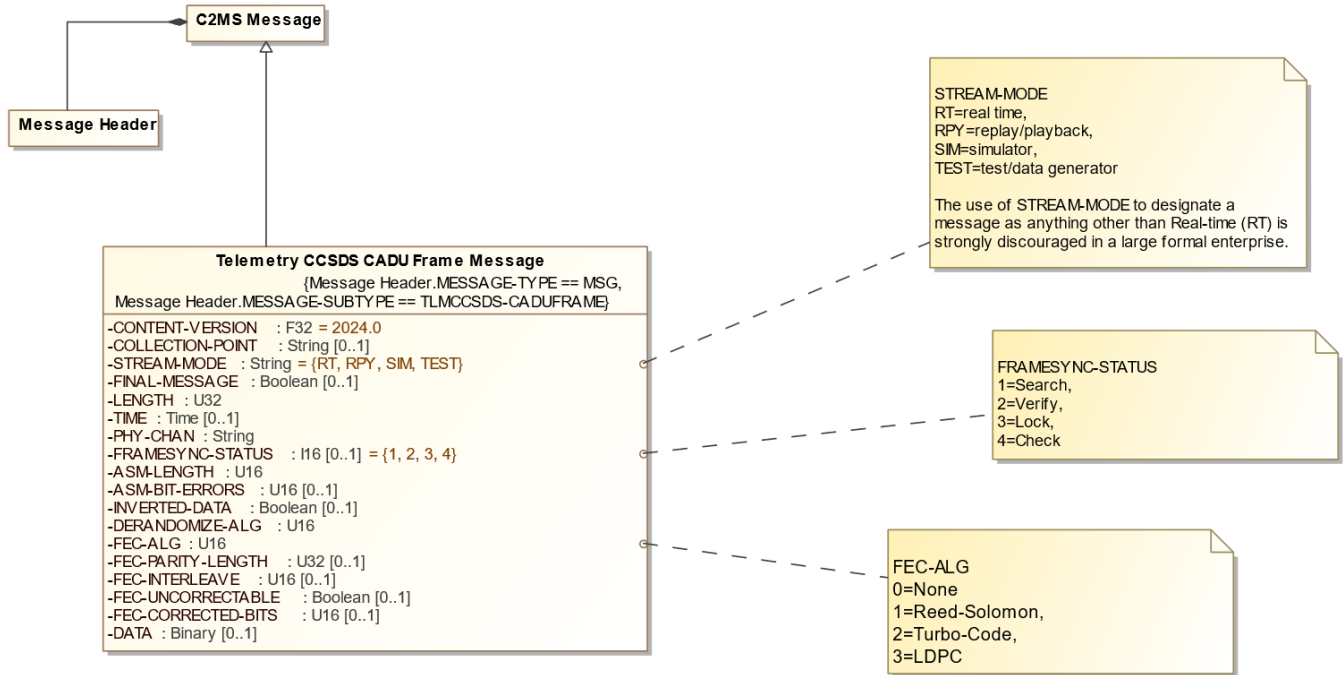 C2MS Message
Message Header
Telemetry CCSDS CADU Frame Message
{Message Header.MESSAGE-TYPE == MSG,
Message Header.MESSAGE-SUBTYPE == TLMCCSDS-CADUFRAME}
-CONTENT-VERSION : F32 = 2024.0
-COLLECTION-POINT : String [0..1]
-STREAM-MODE : String = {RT, RPY, SIM, TEST}
-FINAL-MESSAGE : Boolean [0..1]
-LENGTH : U32
-TIME : Time [0..1]
-PHY-CHAN : String
-FRAMESYNC-STATUS : I16 [0..1] = {1, 2, 3, 4}
-ASM-LENGTH : U16
-ASM-BIT-ERRORS : U16 [0..1]
-INVERTED-DATA : Boolean [0..1]
-DERANDOMIZE-ALG : U16
-FEC-ALG : U16
-FEC-PARITY-LENGTH : U32 [0..1]
-FEC-INTERLEAVE : U16 [0..1]
-FEC-UNCORRECTABLE : Boolean [0..1]
-FEC-CORRECTED-BITS : U16 [0..1]
-DATA : Binary [0..1]
STREAM-MODE
RT=real time,
RPY=replay/playback,
SIM=simulator,
TEST=test/data generator
The use of STREAM-MODE to designate a
message as anything other than Real-time (RT) is
strongly discouraged in a large formal enterprise.
FRAMESYNC-STATUS
1=Search,
2=Verify,
3=Lock,
4=Check
FEC-ALG
0=None
1=Reed-Solomon,
2=Turbo-Code,
3=LDPC